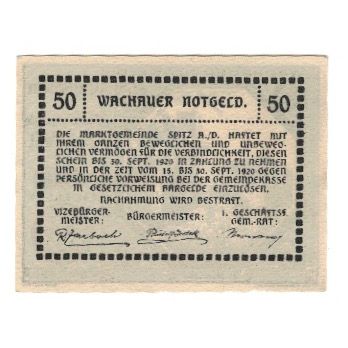 50 WACHAUER NOTGELD. 50
DIE MARKTGEMEINDE SPITZ A./D. HAFTET MIT
IHREM GANZEN BEWEGLICHEN UND UNBEWEG-
LICHEN VERMÖGEN FÜR DIE VERBINDLICHKEIT, DIESEN
SCHEIN BIS 30. SEPT. 1920 IN ZAHLUNG ZU NEHMEN
UND IN DER ZEIT VOM 15. BIS 30. SEPT. 1920 GEGEN
PERSÖNLICHE VORWEISUNG BEI DER GEMEINDEKASSE
IN GESETZLICHEM BARGELDE EINZULÖSEN.
NACHAHMUNG WIRD BESTRAFT.
VIZEBÜRGER-
MEISTER:
BÜRGERMEISTER:
1. GESCHÄFTSF.
GEM.-RAT: